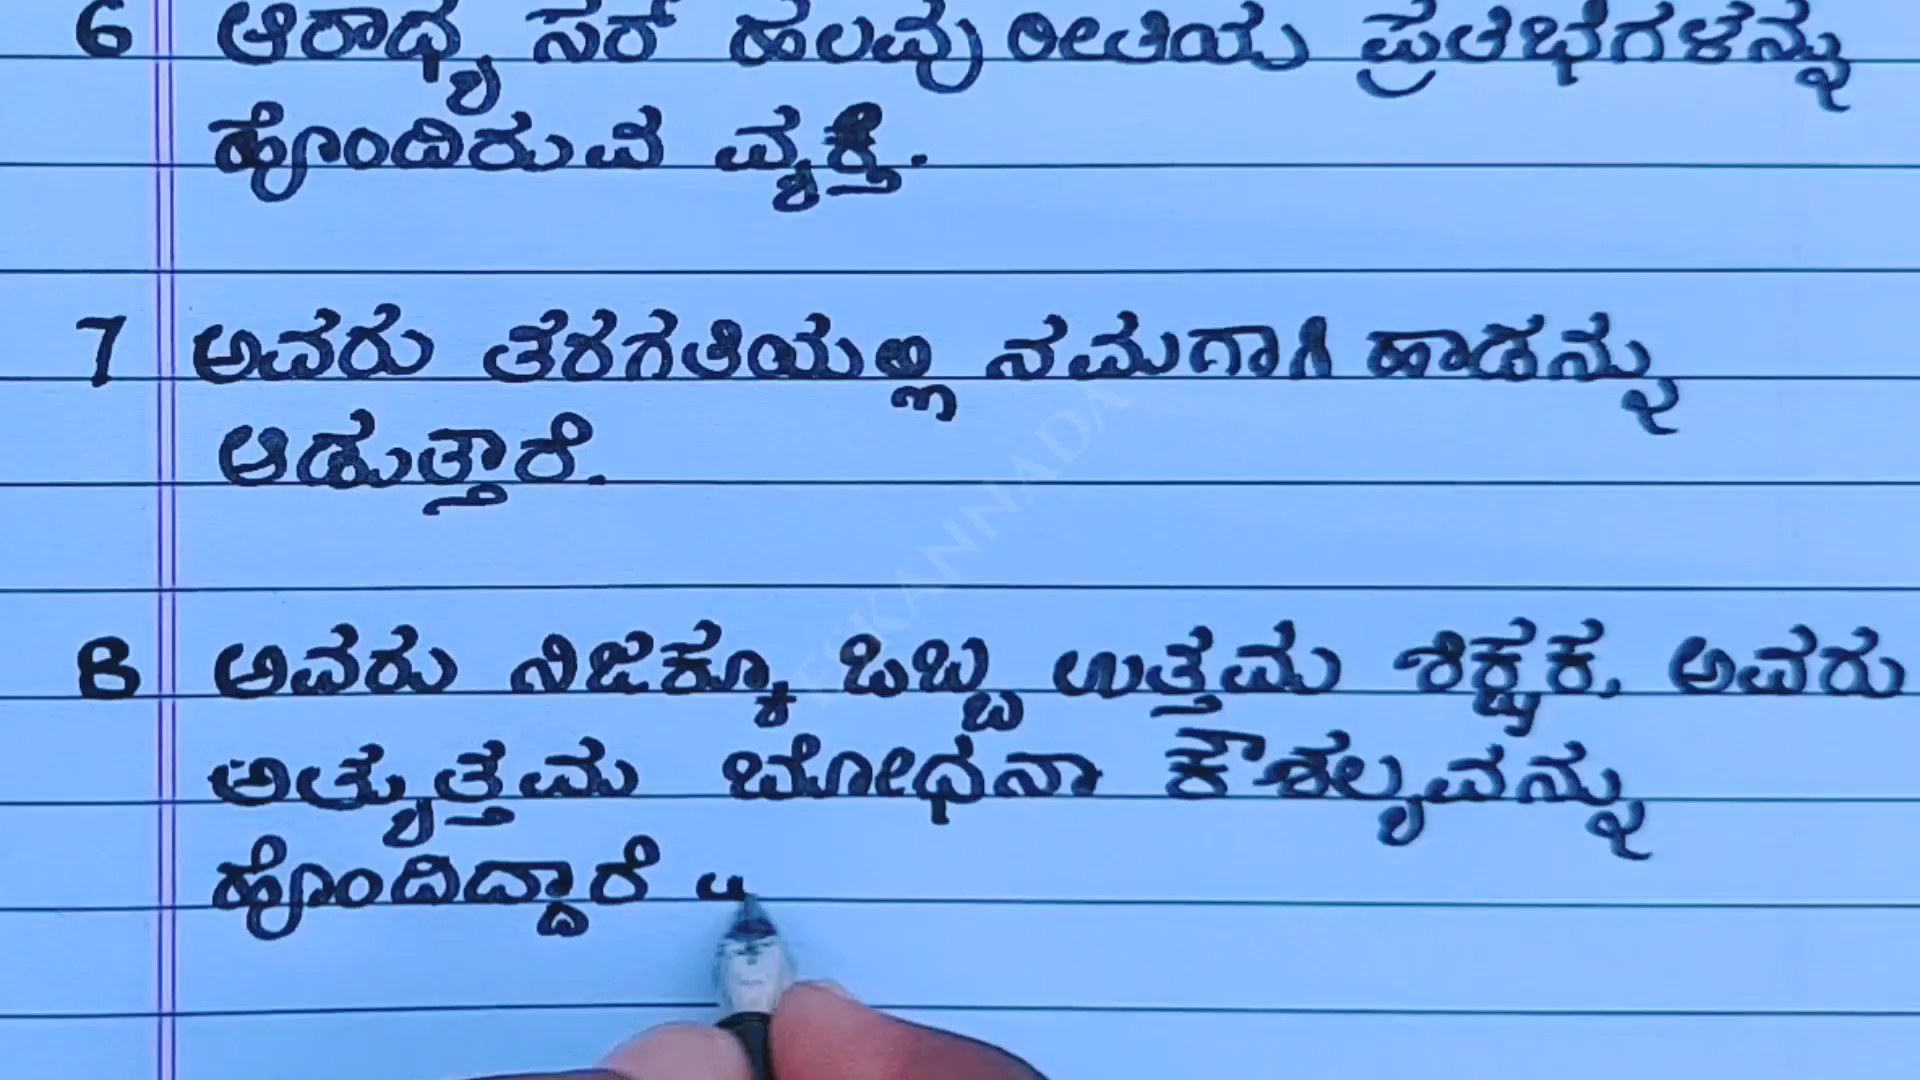 6 ಆರಾಧ್ಯ ಸರ್ ಹಲವು ರೀತಿಯ ಪ್ರತಿಭೆಗಳನ್ನು
ಹೊಂದಿರುವ ವ್ಯಕ್ತಿ.
7 ಅವರು ತರಗತಿಯಲ್ಲಿ ನಮಗಾಗಿ ಹಾಡನ್ನು
ಆಡುತ್ತಾರೆ.
8 ಅವರು ನಿಜಕ್ಕೂ ಒಬ್ಬ ಉತ್ತಮ ಶಿಕ್ಷಕ, ಅವರು
ಅತ್ಯುತ್ತಮ ಬೋಧನಾ ಕೌಶಲ್ಯವನ್ನು
ಹೊಂದಿದ್ದಾರೆ